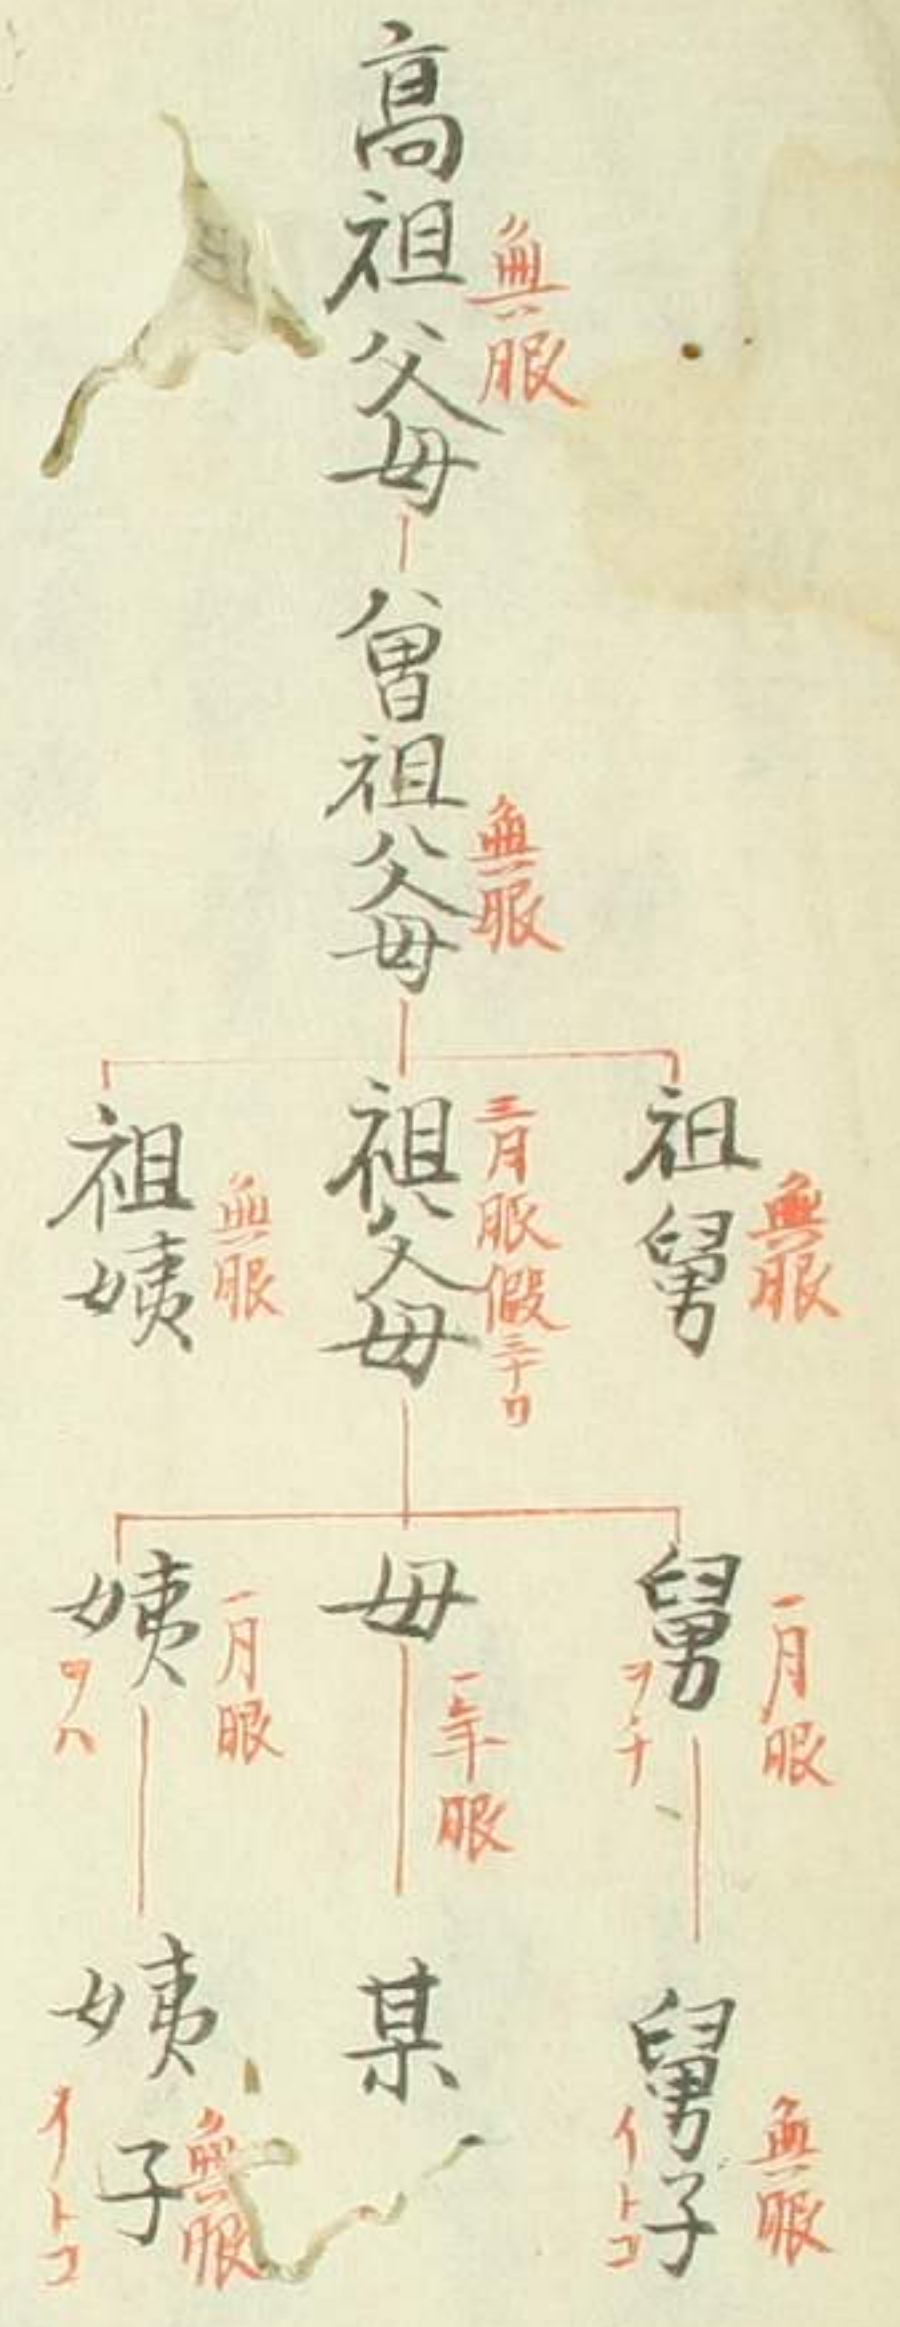 高祖父母
無服
曽祖父母
無服
祖舅
無服
祖父母
三月服假三十日
祖姨
無服
舅
一月服
ヲチ
母
一年服
姨
一月服
ヲハ
舅子
無服
イトコ
某
姨子
無服
イトコ